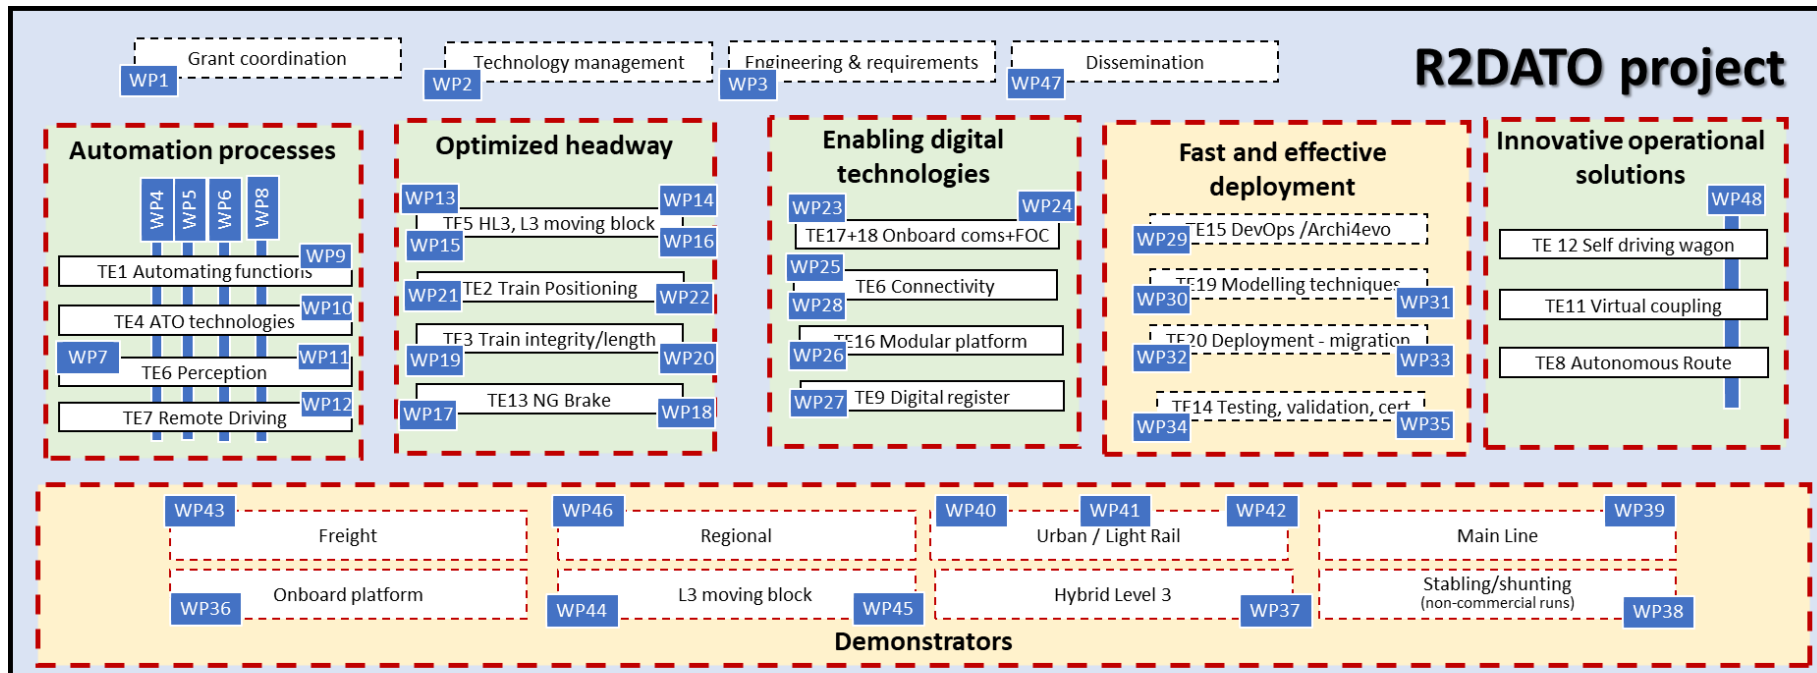 R2DATO project
Grant coordination
WP1
Technology management
WP2
Engineering & requirements
WP3
Dissemination
WP47
Automation processes
WP4
WP5
WP6
WP8
WP9
TE1 Automating functions
WP10
TE4 ATO technologies
WP7
WP11
TE6 Perception
WP12
TE7 Remote Driving
Optimized headway
WP13
WP14
TE5 HL3, L3 moving block
WP15
WP16
TE2 Train Positioning
WP21
WP22
TE3 Train integrity/length
WP19
WP20
TE13 NG Brake
WP17
WP18
Enabling digital
technologies
WP23
WP24
TE17+18 Onboard coms+FOC
WP25
TE6 Connectivity
WP28
TE16 Modular platform
WP26
TE9 Digital register
WP27
Fast and effective
deployment
TE15 DevOps /Archi4evo
WP29
TE19 Modelling techniques
WP30
WP31
TE20 Deployment - migration
WP32
WP33
TE14 Testing, validation, cert
WP34
WP35
Innovative operational
solutions
WP48
TE 12 Self driving wagon
TE11 Virtual coupling
TE8 Autonomous Route
WP43
Freight
WP46
Regional
WP40
WP41
WP42
Urban / Light Rail
WP39
Main Line
Onboard platform
WP36
L3 moving block
WP44
WP45
Hybrid Level 3
WP37
Stabling/shunting
(non-commercial runs)
WP38
Demonstrators